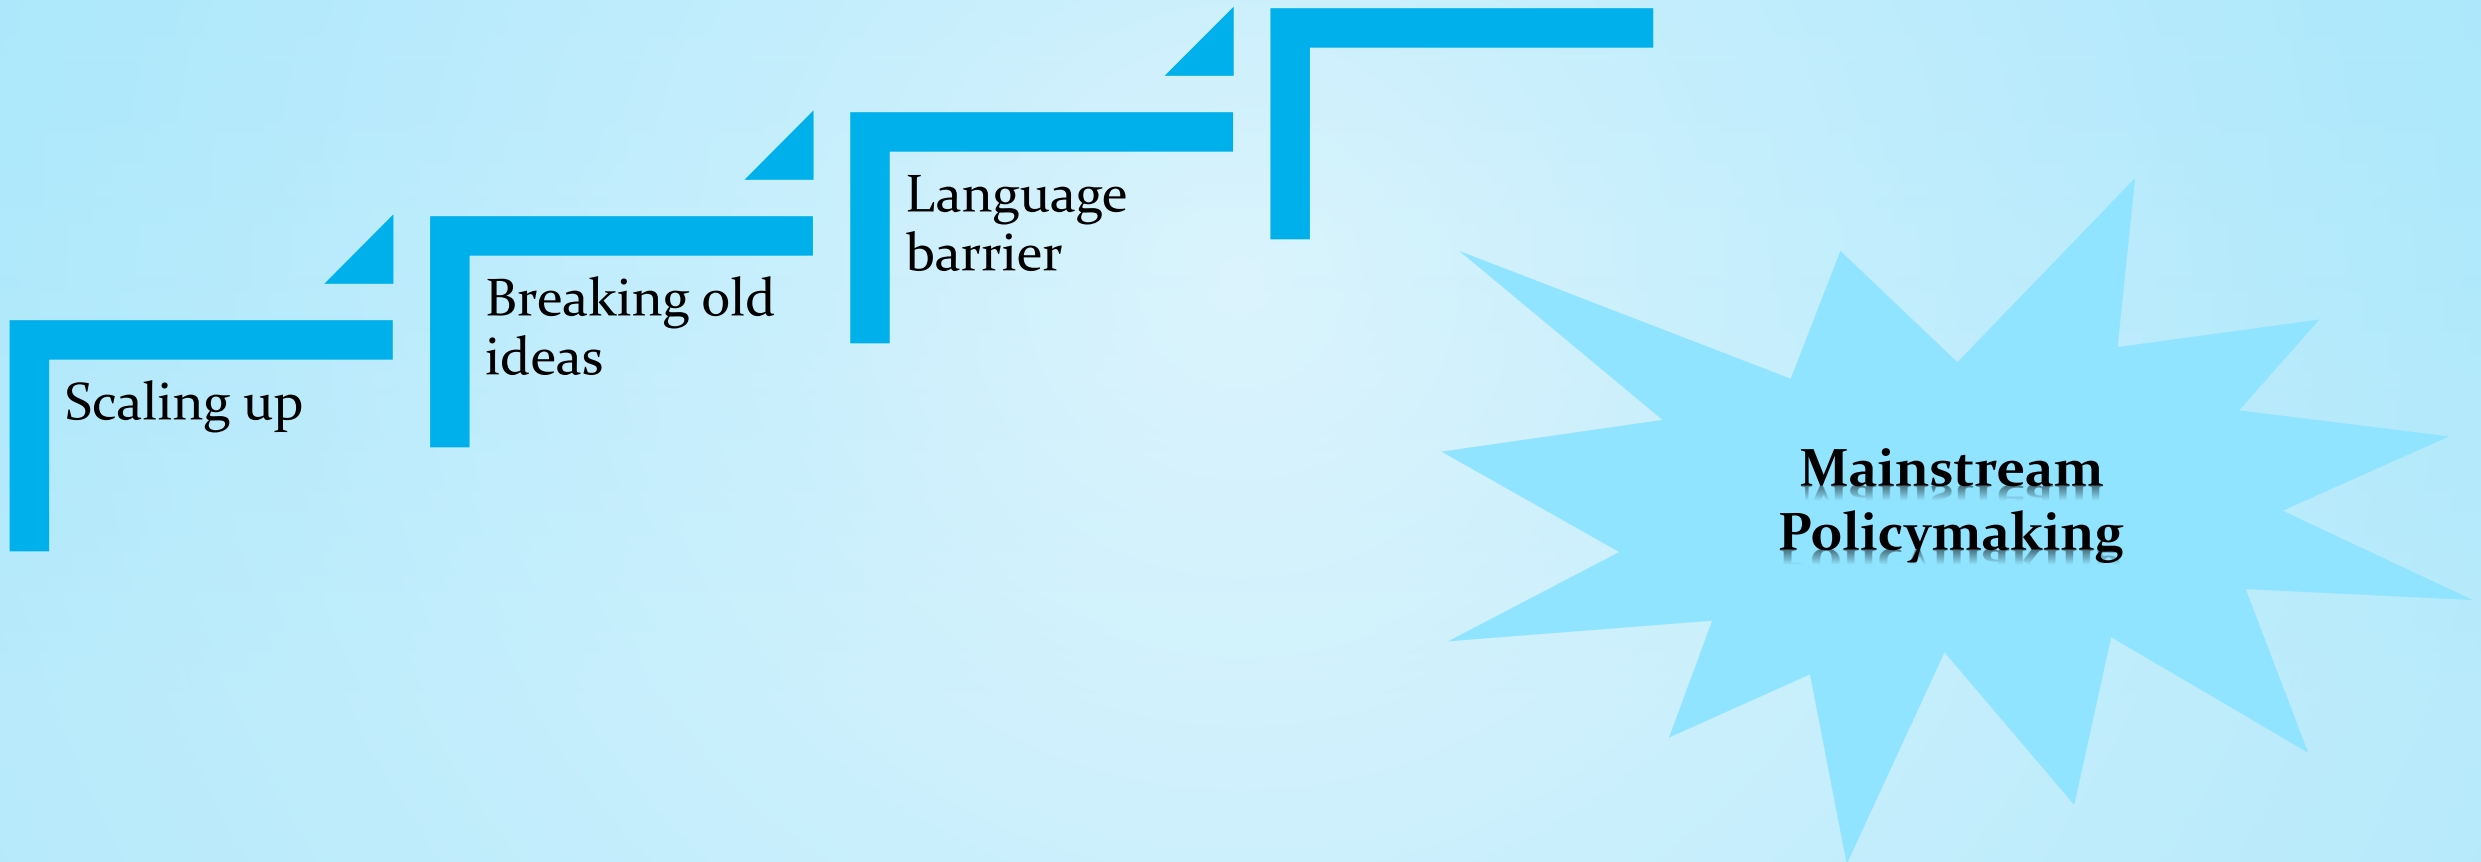 Scaling up
Breaking old
ideas
Language
barrier
Mainstream
Policymaking